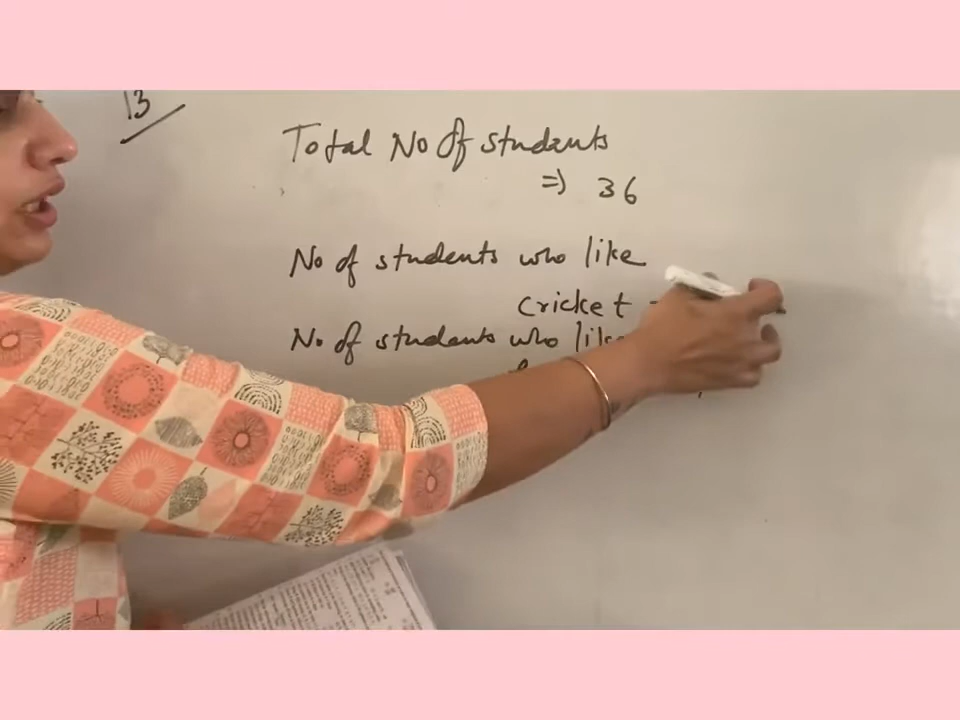 13
Total No Of students
=) 36
No of students who like
cricket
No of students who like